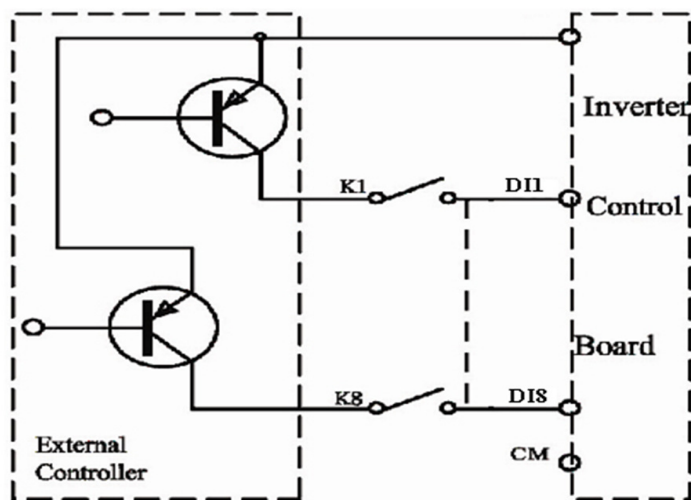 Inverter
K1
DI1
Control
Board
K8
DI8
CM
External
Controller